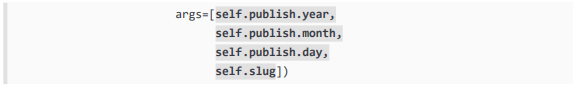 args=[self.publish.year,
self.publish.month,
self.publish.day,
self.slug])